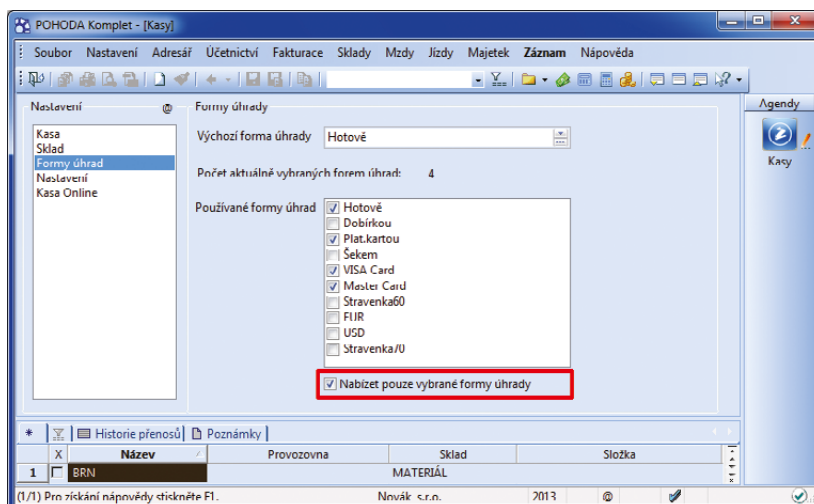 POHODA Komplet - [Kasy]
Soubor Nastavení Adresář Účetnictví Fakturace Sklady Mzdy Jízdy Majetek Záznam Nápověda
Nastavení @ Formy úhrady
Agendy
Kasa
Sklad
Formy úhrad
Nastavení
Kasa Online
Kasy
Výchozí forma úhrady Hotově
Počet aktuálně vybraných forem úhrad: 4
Používané formy úhrad
Hotově
Dobírkou
Plat.kartou
Šekem
VISA Card
Master Card
Stravenka60
EUR
USD
Stravenka70
Nabízet pouze vybrané formy úhrady
* Historie přenosů Poznámky
X Název Provozovna Sklad Složka
1 BRN MATERIÁL
(1/1) Pro získání nápovědy stiskněte F1. Novák s.r.o. 2013 @